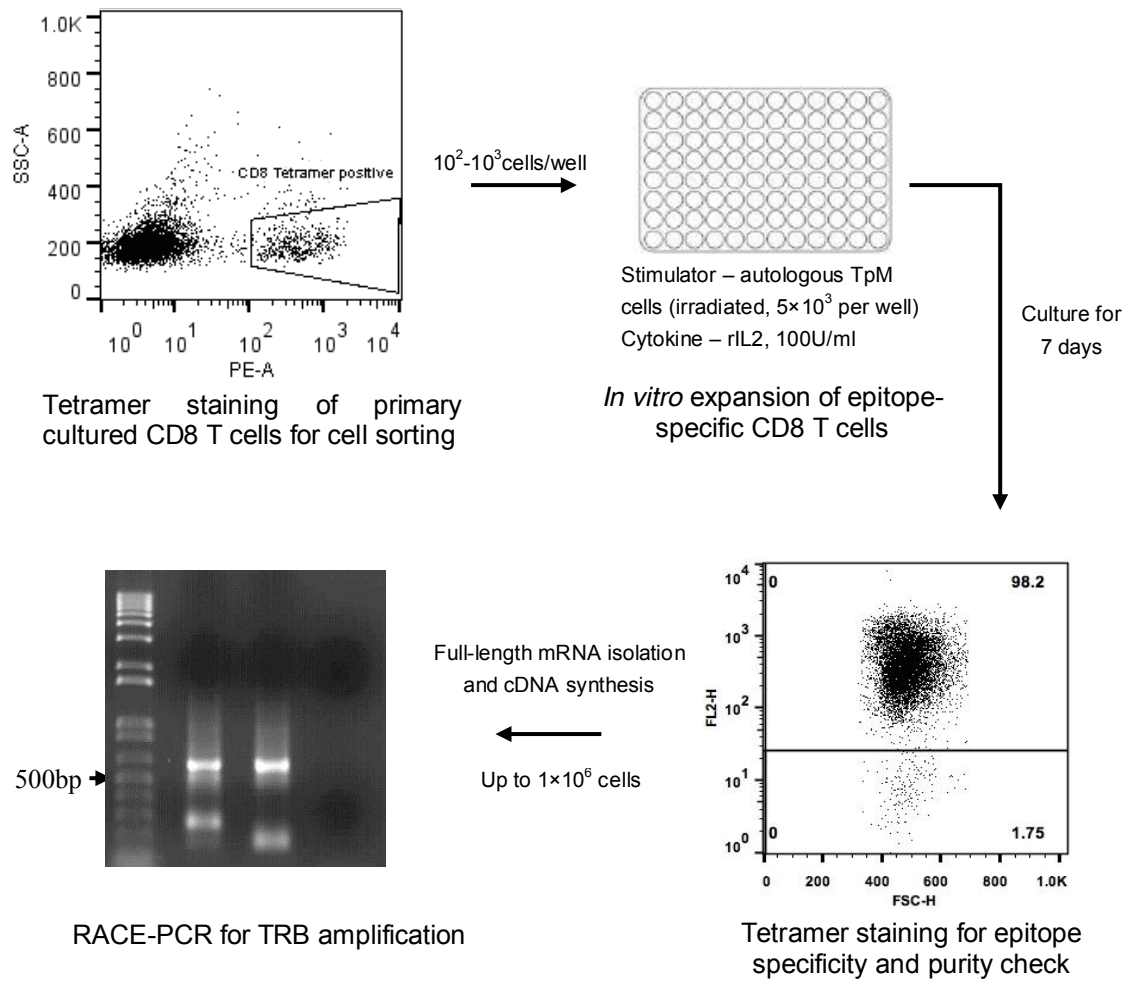 1.0K
800
600
400
200
0
SSC-A
CD8 Tetramer positive
10^0 10^1 10^2 10^3 10^4
PE-A
Tetramer staining of primary
cultured CD8 T cells for cell sorting
10^2-10^3cells/well
Stimulator – autologous TpM
cells (irradiated, 5×10^3 per well)
Cytokine – rIL2, 100U/ml
In vitro expansion of epitope-
specific CD8 T cells
Culture for
7 days
10^4
10^3
10^2
10^1
10^0
FL2-H
0 98.2
0 1.75
0 200 400 600 800 1.0K
FSC-H
Tetramer staining for epitope
specificity and purity check
Full-length mRNA isolation
and cDNA synthesis
Up to 1×10^6 cells
500bp
RACE-PCR for TRB amplification